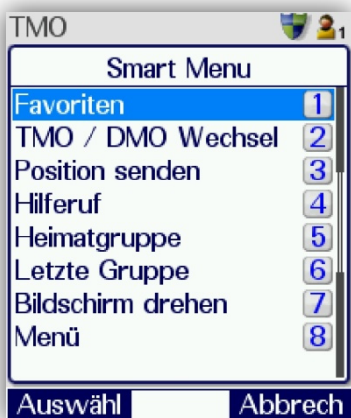 TMO 1
Smart Menu
Favoriten 1
TMO / DMO Wechsel 2
Position senden 3
Hilferuf 4
Heimatgruppe 5
Letzte Gruppe 6
Bildschirm drehen 7
Menü 8
Auswähl Abbrech